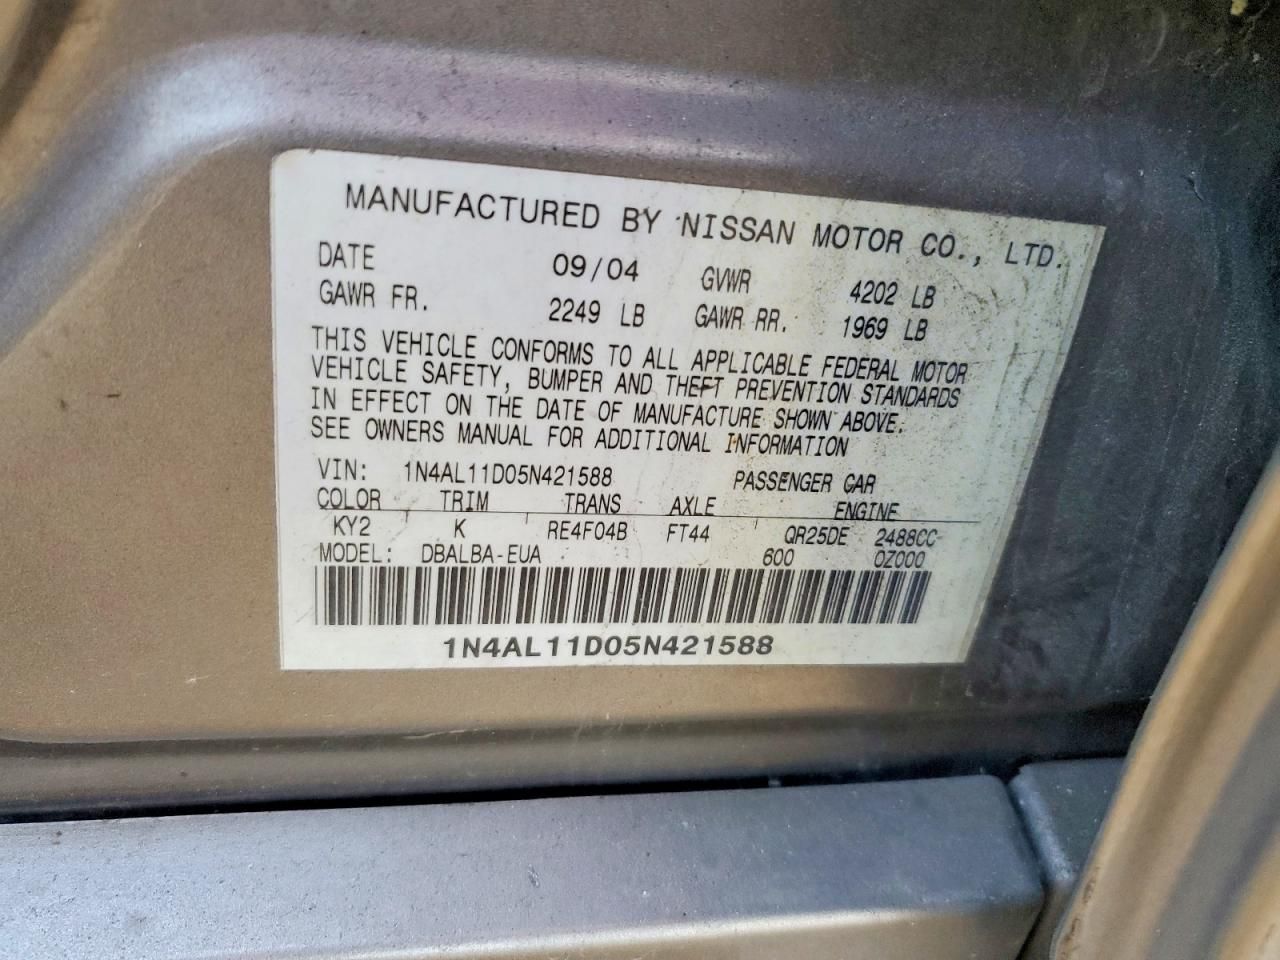 MANUFACTURED BY NISSAN MOTOR CO., LTD.
DATE 09/04 GVWR 4202 LB
GAWR FR. 2249 LB GAWR RR. 1969 LB
THIS VEHICLE CONFORMS TO ALL APPLICABLE FEDERAL MOTOR
VEHICLE SAFETY, BUMPER AND THEFT PREVENTION STANDARDS
IN EFFECT ON THE DATE OF MANUFACTURE SHOWN ABOVE.
SEE OWNERS MANUAL FOR ADDITIONAL INFORMATION
VIN: 1N4AL11D05N421588 PASSENGER CAR
COLOR TRIM TRANS AXLE ENGINE
KY2 K RE4F04B FT44 QR25DE 2488CC
MODEL: DBALBA-EUA 600 0Z000
1N4AL11D05N421588